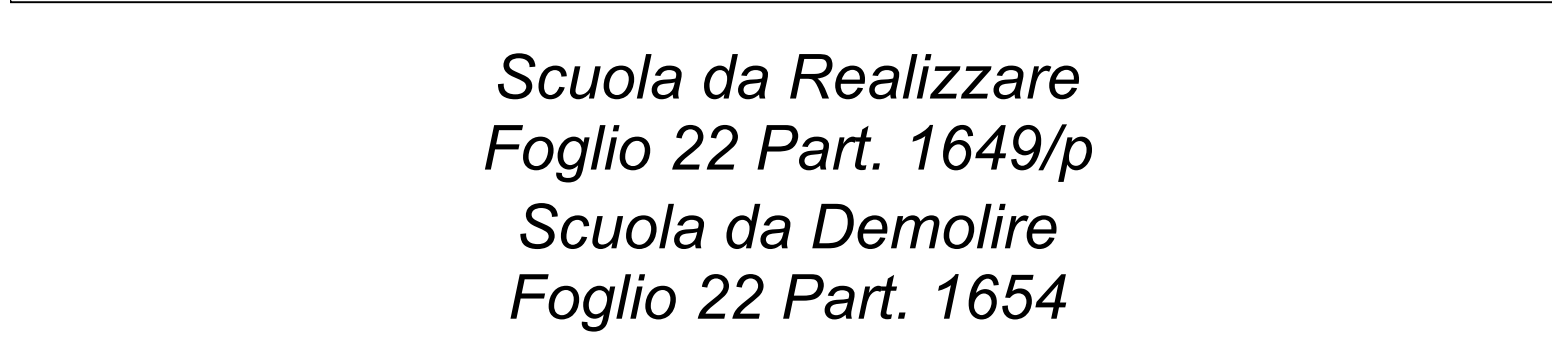 Scuola da Realizzare
Foglio 22 Part. 1649/p
Scuola da Demolire
Foglio 22 Part. 1654